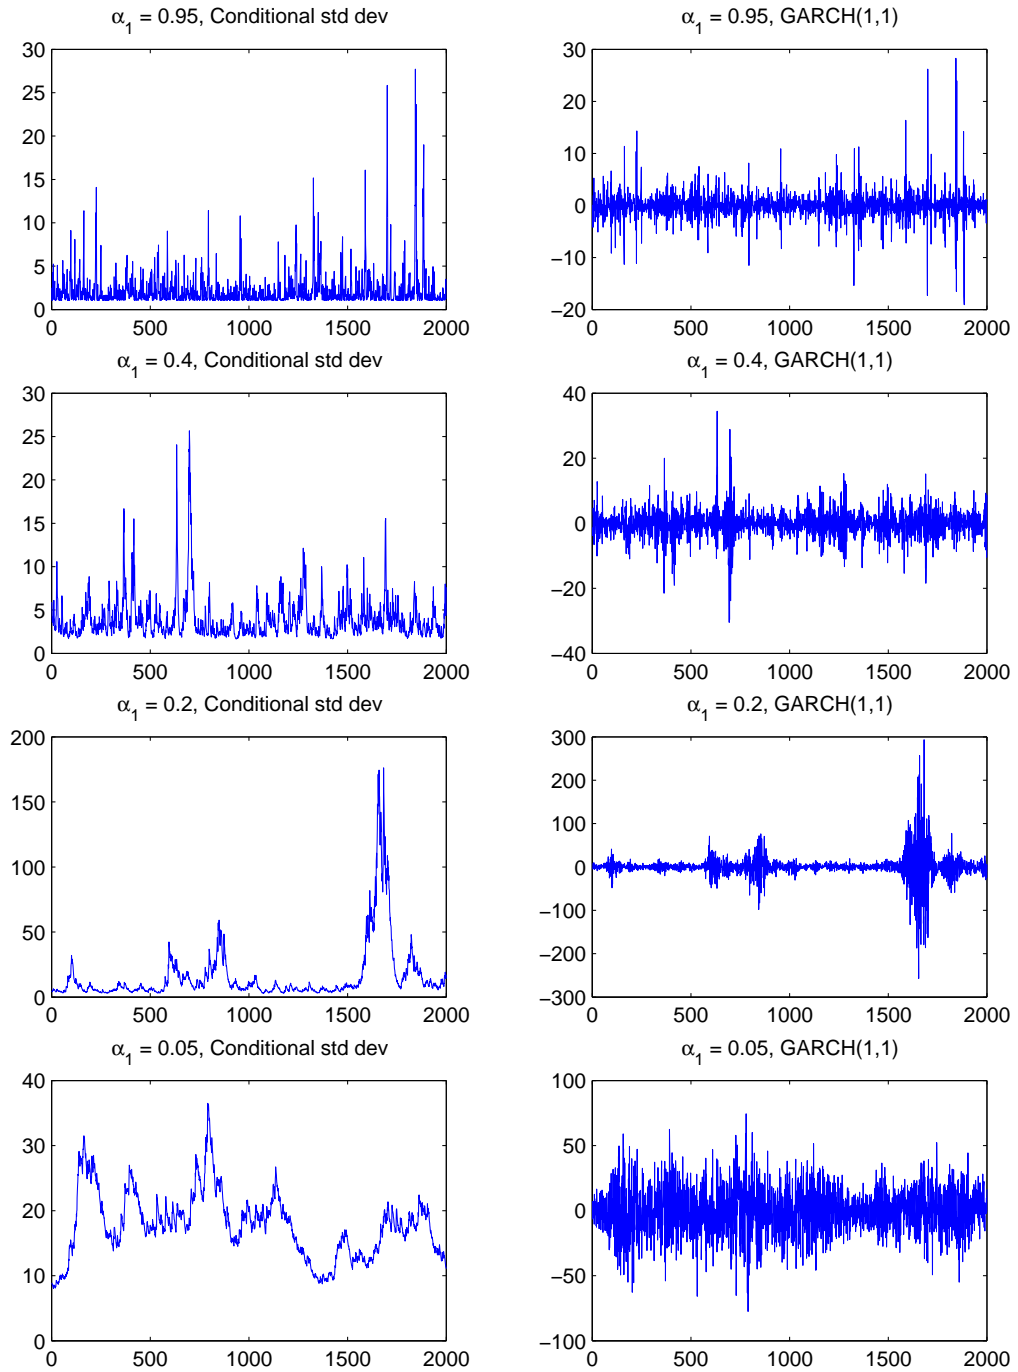 α1 = 0.95, Conditional std dev
30
25
20
15
10
5
0
0 500 1000 1500 2000
α1 = 0.95, GARCH(1,1)
30
20
10
0
−10
−20
0 500 1000 1500 2000
α1 = 0.4, Conditional std dev
30
25
20
15
10
5
0
0 500 1000 1500 2000
α1 = 0.4, GARCH(1,1)
40
20
0
−20
−40
0 500 1000 1500 2000
α1 = 0.2, Conditional std dev
200
150
100
50
0
0 500 1000 1500 2000
α1 = 0.2, GARCH(1,1)
300
200
100
0
−100
−200
−300
0 500 1000 1500 2000
α1 = 0.05, Conditional std dev
40
30
20
10
0
0 500 1000 1500 2000
α1 = 0.05, GARCH(1,1)
100
50
0
−50
−100
0 500 1000 1500 2000